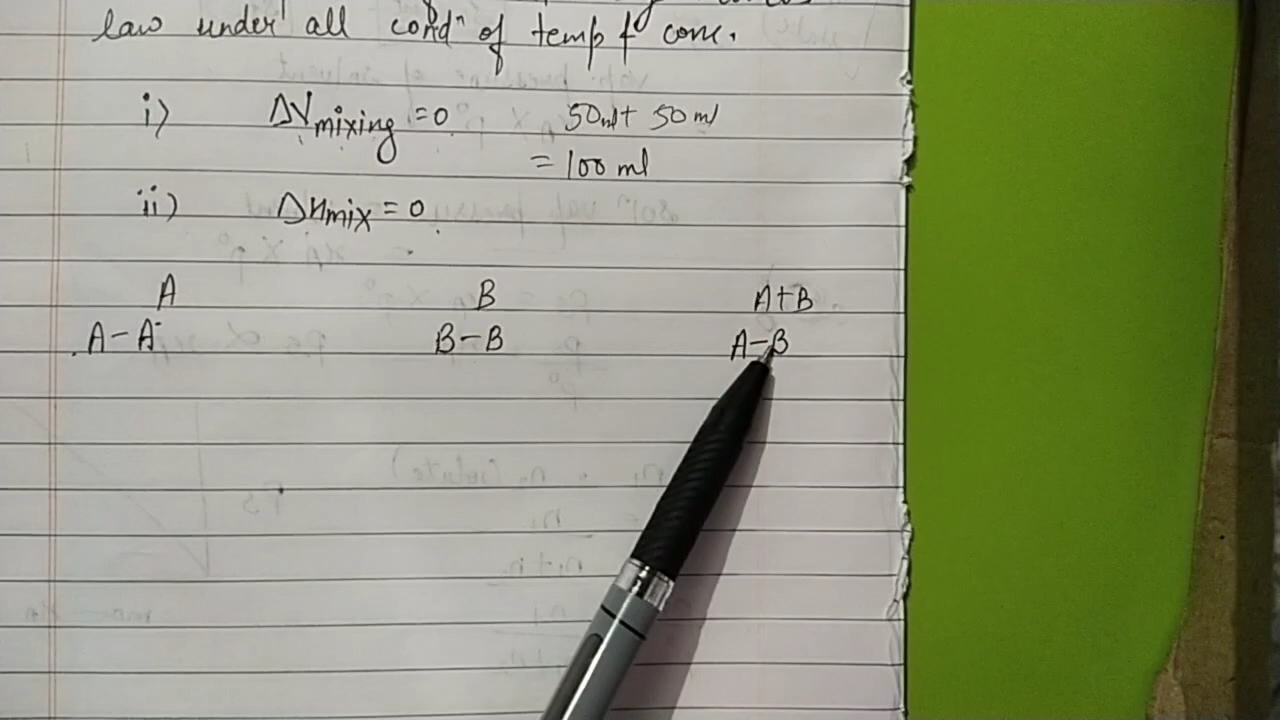 law under all condⁿ of temp & conc.
i) ΔVmixing = 0 50ml + 50 ml
= 100 ml
ii) ΔHmix = 0
A B A+B
A-A B-B A-B